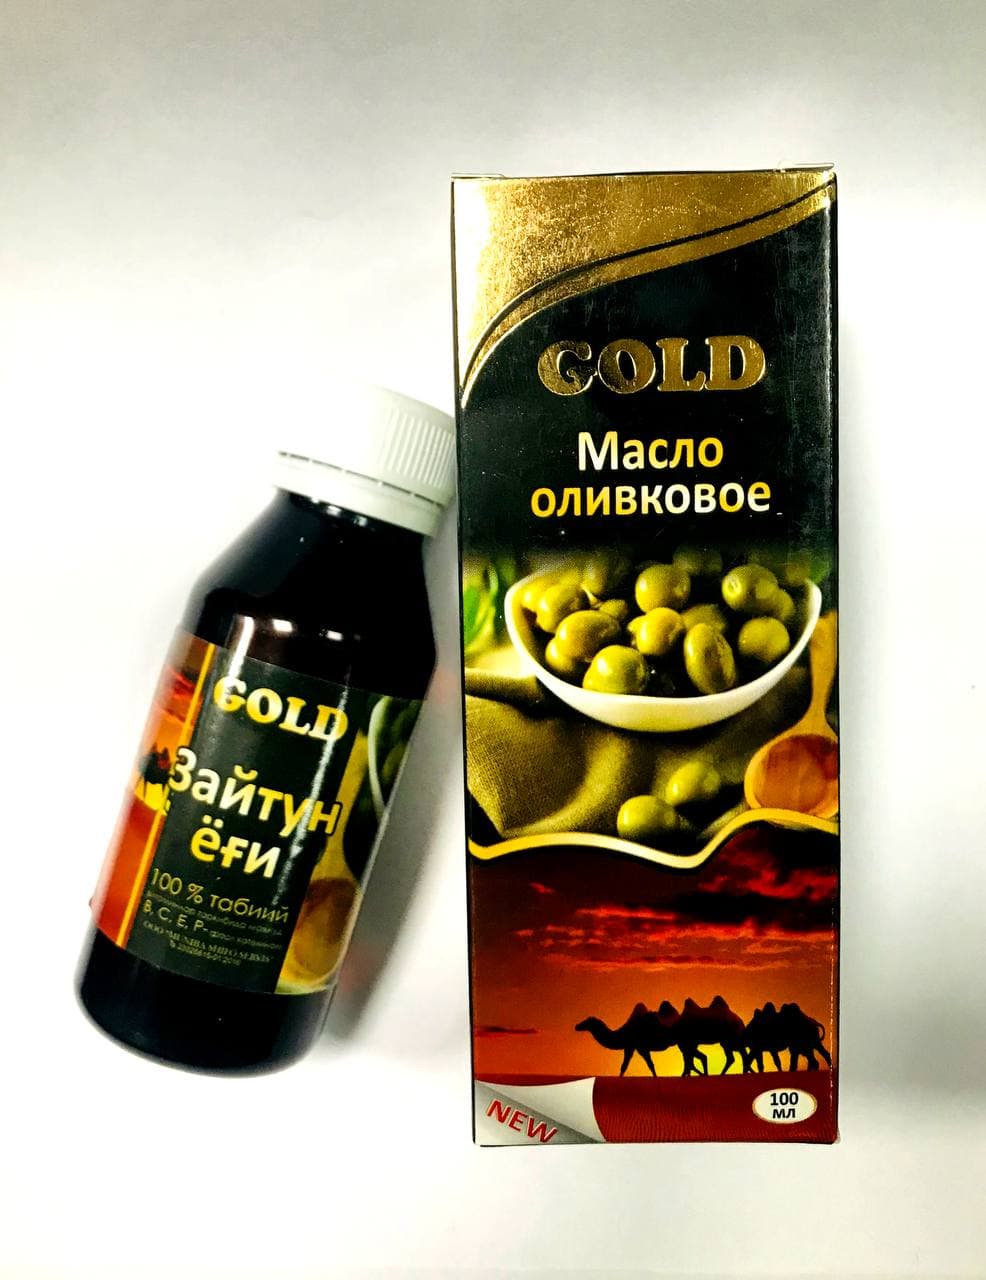 GOLD
Масло
оливковое
NEW
100
МЛ
GOLD
Зайтун
ёғи
100 % табиий
B, C, E, P-